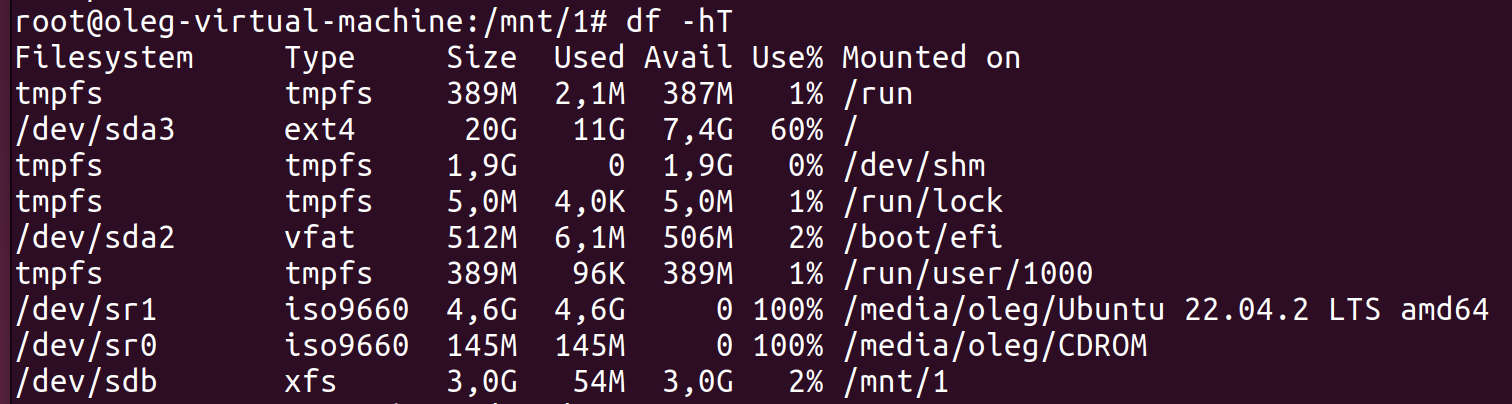 root@oleg-virtual-machine:/mnt/1# df -hT
Filesystem     Type     Size  Used Avail Use% Mounted on
tmpfs          tmpfs    389M  2,1M  387M   1% /run
/dev/sda3      ext4      20G   11G  7,4G  60% /
tmpfs          tmpfs    1,9G     0  1,9G   0% /dev/shm
tmpfs          tmpfs    5,0M  4,0K  5,0M   1% /run/lock
/dev/sda2      vfat     512M  6,1M  506M   2% /boot/efi
tmpfs          tmpfs    389M   96K  389M   1% /run/user/1000
/dev/sr1       iso9660  4,6G  4,6G     0 100% /media/oleg/Ubuntu 22.04.2 LTS amd64
/dev/sr0       iso9660  145M  145M     0 100% /media/oleg/CDROM
/dev/sdb       xfs      3,0G   54M  3,0G   2% /mnt/1